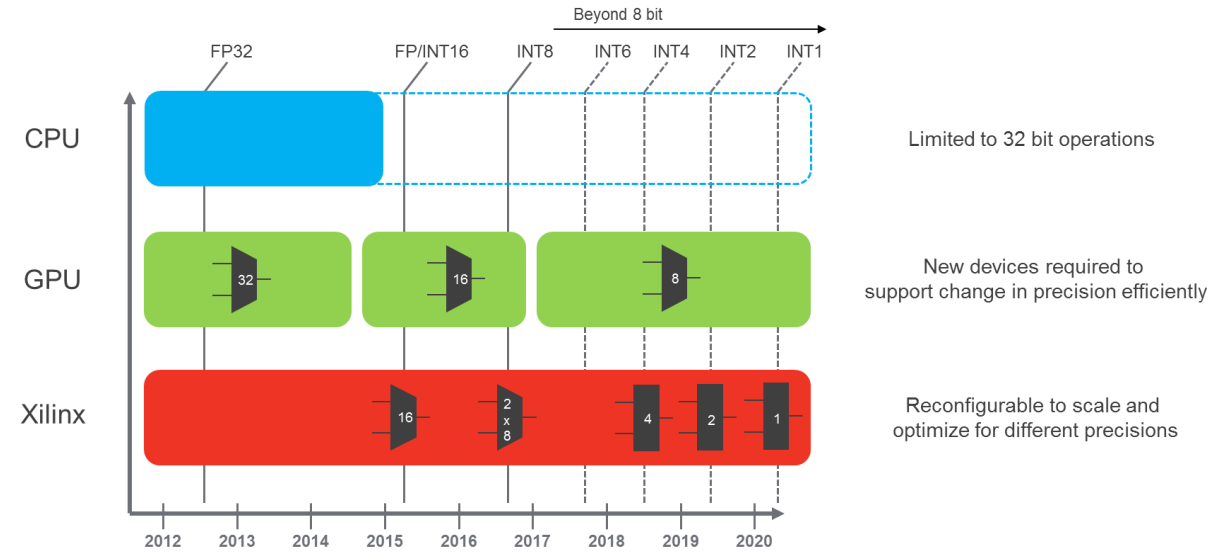 Beyond 8 bit
FP32
FP/INT16
INT8
INT6
INT4
INT2
INT1
CPU
Limited to 32 bit operations
GPU
32
16
8
New devices required to
support change in precision efficiently
Xilinx
16
2
x
8
4
2
1
Reconfigurable to scale and
optimize for different precisions
2012
2013
2014
2015
2016
2017
2018
2019
2020